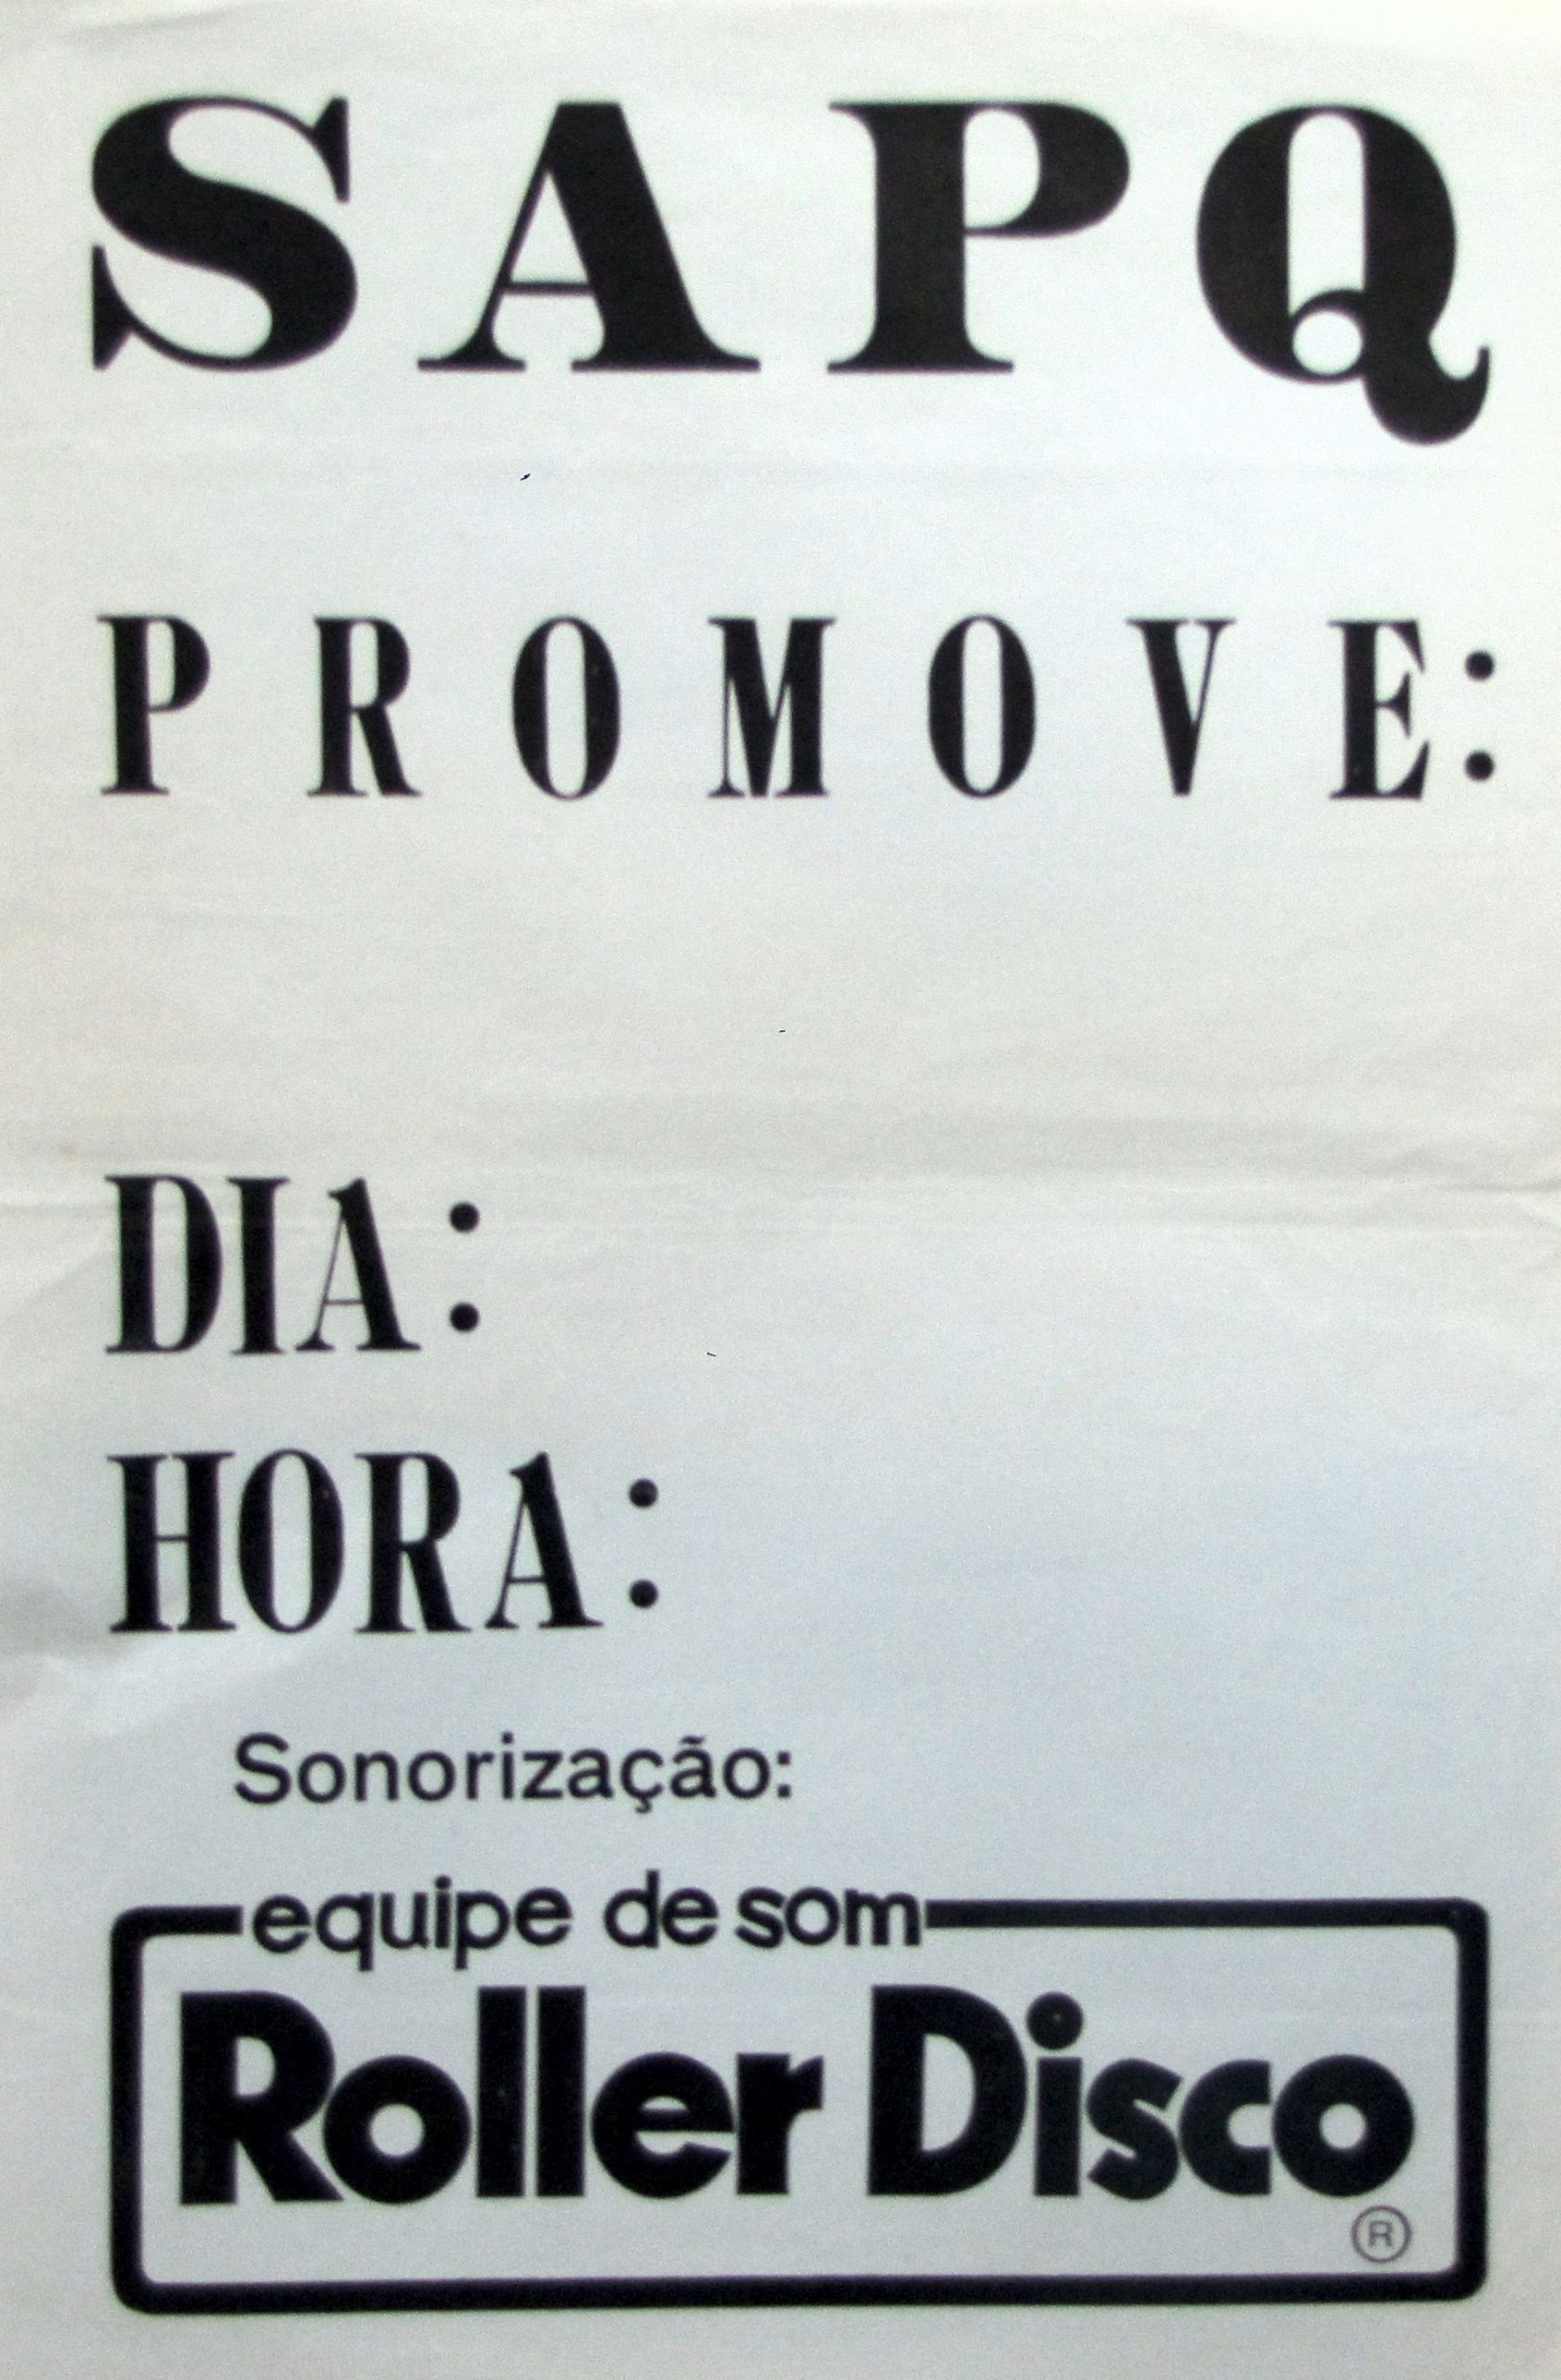 SAPQ
PROMOVE:
DIA:
HORA:
Sonorização:
equipe de som
Roller Disco
®